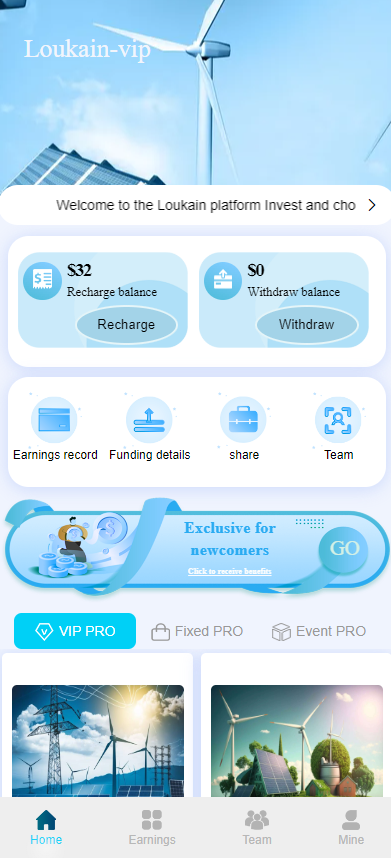 Loukain-vip
Welcome to the Loukain platform Invest and cho
$32
Recharge balance
Recharge
$0
Withdraw balance
Withdraw
Earnings record
Funding details
share
Team
Exclusive for
newcomers
Click to receive benefits
GO
VIP PRO
Fixed PRO
Event PRO
Home
Earnings
Team
Mine